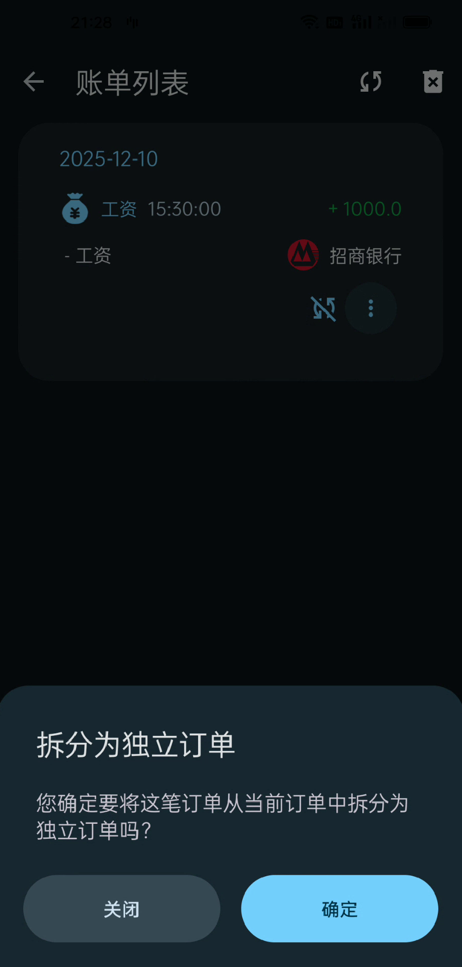 21:28
账单列表
2025-12-10
工资 15:30:00 + 1000.0
- 工资 招商银行
拆分为独立订单
您确定要将这笔订单从当前订单中拆分为
独立订单吗？
关闭 确定